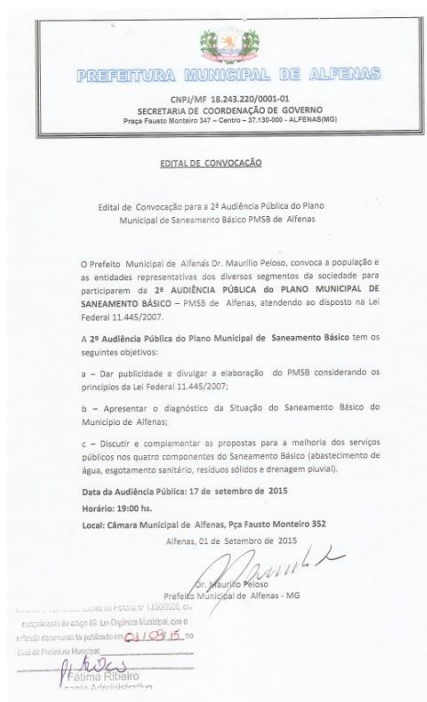 PREFEITURA MUNICIPAL DE ALFENAS
CNPJ/MF 18.243.220/0001-01
SECRETARIA DE COORDENAÇÃO DE GOVERNO
Praça Fausto Monteiro 347 – Centro – 37.130-000 - ALFENAS(MG)
EDITAL DE CONVOCAÇÃO
Edital de Convocação para a 2ª Audiência Pública do Plano
Municipal de Saneamento Básico PMSB de Alfenas
O Prefeito Municipal de Alfenas Dr. Maurílio Peloso, convoca a população e
as entidades representativas dos diversos segmentos da sociedade para
participarem da 2ª AUDIÊNCIA PÚBLICA do PLANO MUNICIPAL DE
SANEAMENTO BÁSICO – PMSB de Alfenas, atendendo ao disposto na Lei
Federal 11.445/2007.
A 2ª Audiência Pública do Plano Municipal de Saneamento Básico tem os
seguintes objetivos:
a – Dar publicidade e divulgar a elaboração do PMSB considerando os
princípios da Lei Federal 11.445/2007;
b – Apresentar o diagnóstico da Situação do Saneamento Básico do
Município de Alfenas;
c – Discutir e complementar as propostas para a melhoria dos serviços
públicos nos quatro componentes do Saneamento Básico (abastecimento de
água, esgotamento sanitário, resíduos sólidos e drenagem pluvial).
Data da Audiência Pública: 17 de setembro de 2015
Horário: 19:00 hs.
Local: Câmara Municipal de Alfenas, Pça Fausto Monteiro 352
Alfenas, 01 de Setembro de 2015
Dr. Maurílio Peloso
Prefeito Municipal de Alfenas - MG
do artigo 89, Lei Orgânica Municipal, que o
referido documento foi publicado em 01/09/15 no
da Prefeitura Municipal
Fátima Ribeiro
Administrativo